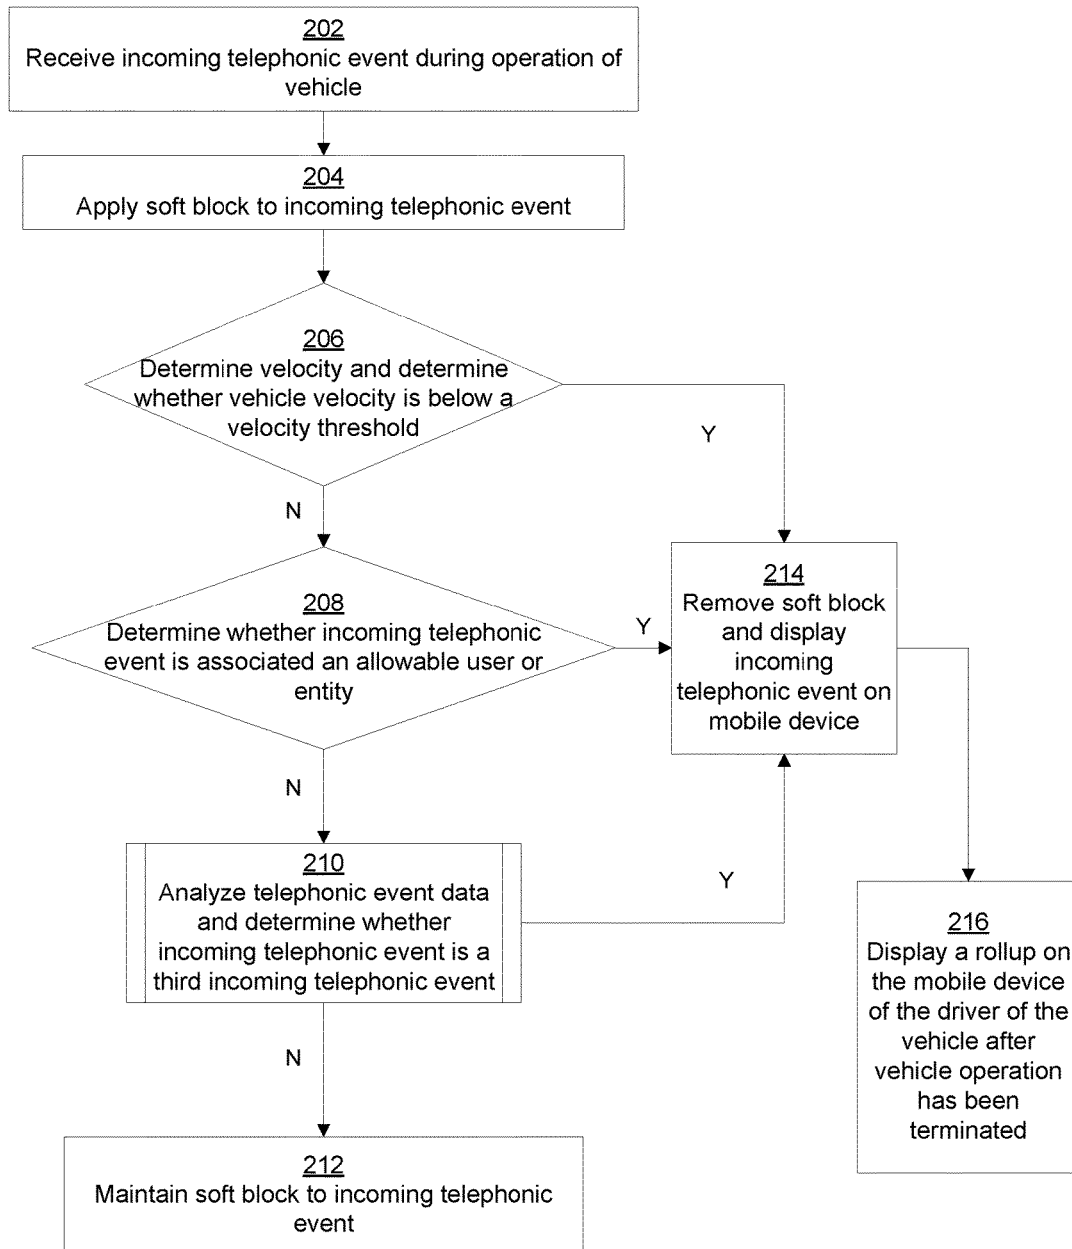 202
Receive incoming telephonic event during operation of
vehicle
204
Apply soft block to incoming telephonic event
206
Determine velocity and determine
whether vehicle velocity is below a
velocity threshold
Y
N
208
Determine whether incoming telephonic
event is associated an allowable user or
entity
Y
N
214
Remove soft block
and display
incoming
telephonic event on
mobile device
210
Analyze telephonic event data
and determine whether
incoming telephonic event is a
third incoming telephonic event
Y
N
216
Display a rollup on
the mobile device
of the driver of the
vehicle after
vehicle operation
has been
terminated
212
Maintain soft block to incoming telephonic
event